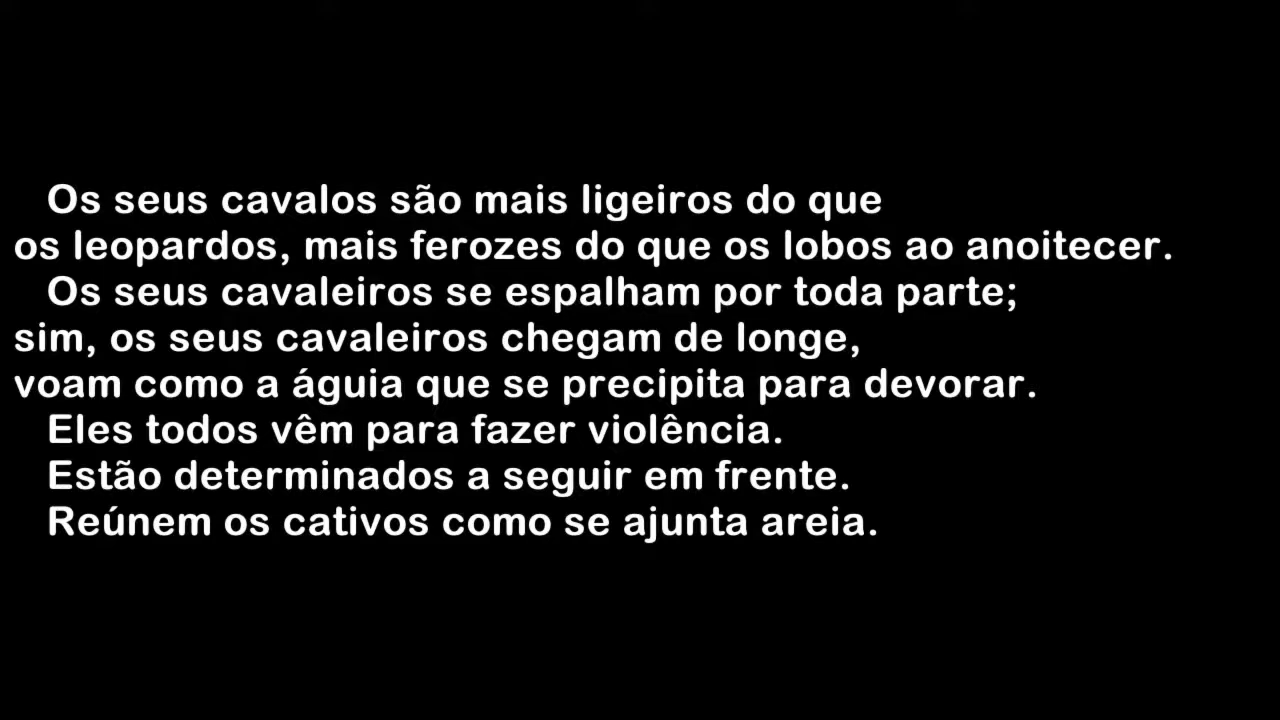 Os seus cavalos são mais ligeiros do que
os leopardos, mais ferozes do que os lobos ao anoitecer.
Os seus cavaleiros se espalham por toda parte;
sim, os seus cavaleiros chegam de longe,
voam como a águia que se precipita para devorar.
Eles todos vêm para fazer violência.
Estão determinados a seguir em frente.
Reúnem os cativos como se ajunta areia.